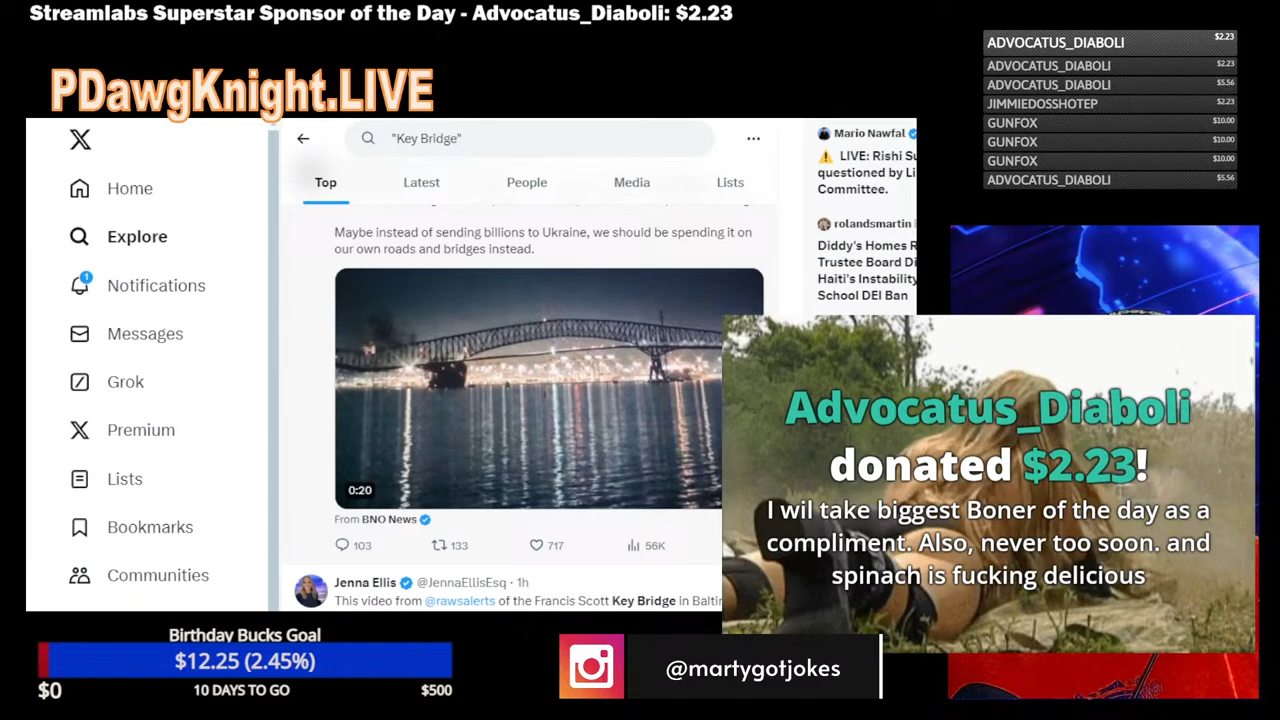 Streamlabs Superstar Sponsor of the Day - Advocatus_Diaboli: $2.23
PDawgKnight.LIVE
ADVOCATUS_DIABOLI $2.23
ADVOCATUS_DIABOLI $2.23
ADVOCATUS_DIABOLI $5.56
JIMMIEDOSSHOTEP $2.23
GUNFOX $10.00
GUNFOX $10.00
GUNFOX $10.00
ADVOCATUS_DIABOLI $5.56
Home
Explore
1
Notifications
Messages
Grok
Premium
Lists
Bookmarks
Communities
"Key Bridge"
Top Latest People Media Lists
Maybe instead of sending billions to Ukraine, we should be spending it on
our own roads and bridges instead.
0:20
From BNO News
103 133 717 56K
Jenna Ellis @JennaEllisEsq · 1h
This video from @rawsalerts of the Francis Scott Key Bridge in Baltir
Mario Nawfal
LIVE: Rishi Su
questioned by Li
Committee.
rolandsmartin
Diddy's Homes R
Trustee Board Di
Haiti's Instability
School DEI Ban
Advocatus_Diaboli
donated $2.23!
I wil take biggest Boner of the day as a
compliment. Also, never too soon. and
spinach is fucking delicious
Birthday Bucks Goal
$12.25 (2.45%)
$0 10 DAYS TO GO $500
@martygotjokes